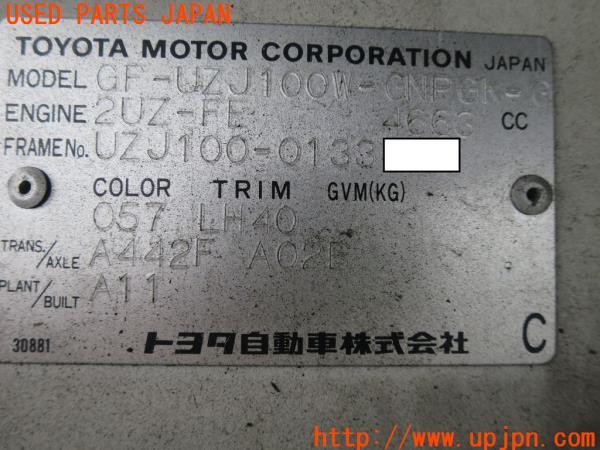 USED PARTS JAPAN
TOYOTA MOTOR CORPORATION JAPAN
MODEL GF-UZJ100W-GNPGK-G
ENGINE 2UZ-FE 4663 CC
FRAME No. UZJ100-0133
COLOR TRIM GVM(KG)
057 LH40
TRANS./AXLE A442F A02F
PLANT/BUILT A11
30881 トヨタ自動車株式会社 C
UPJ http://www.upjpn.com